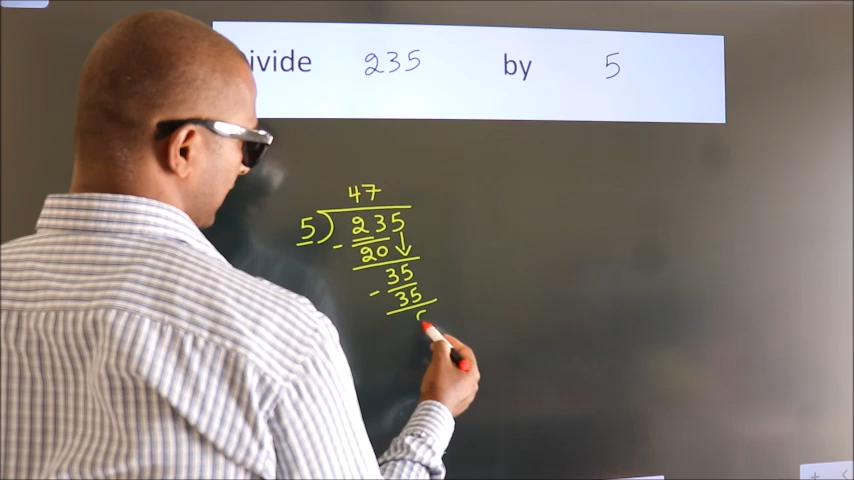 ivide 235 by 5
47
5) 235
- 20 ↓
35
- 35